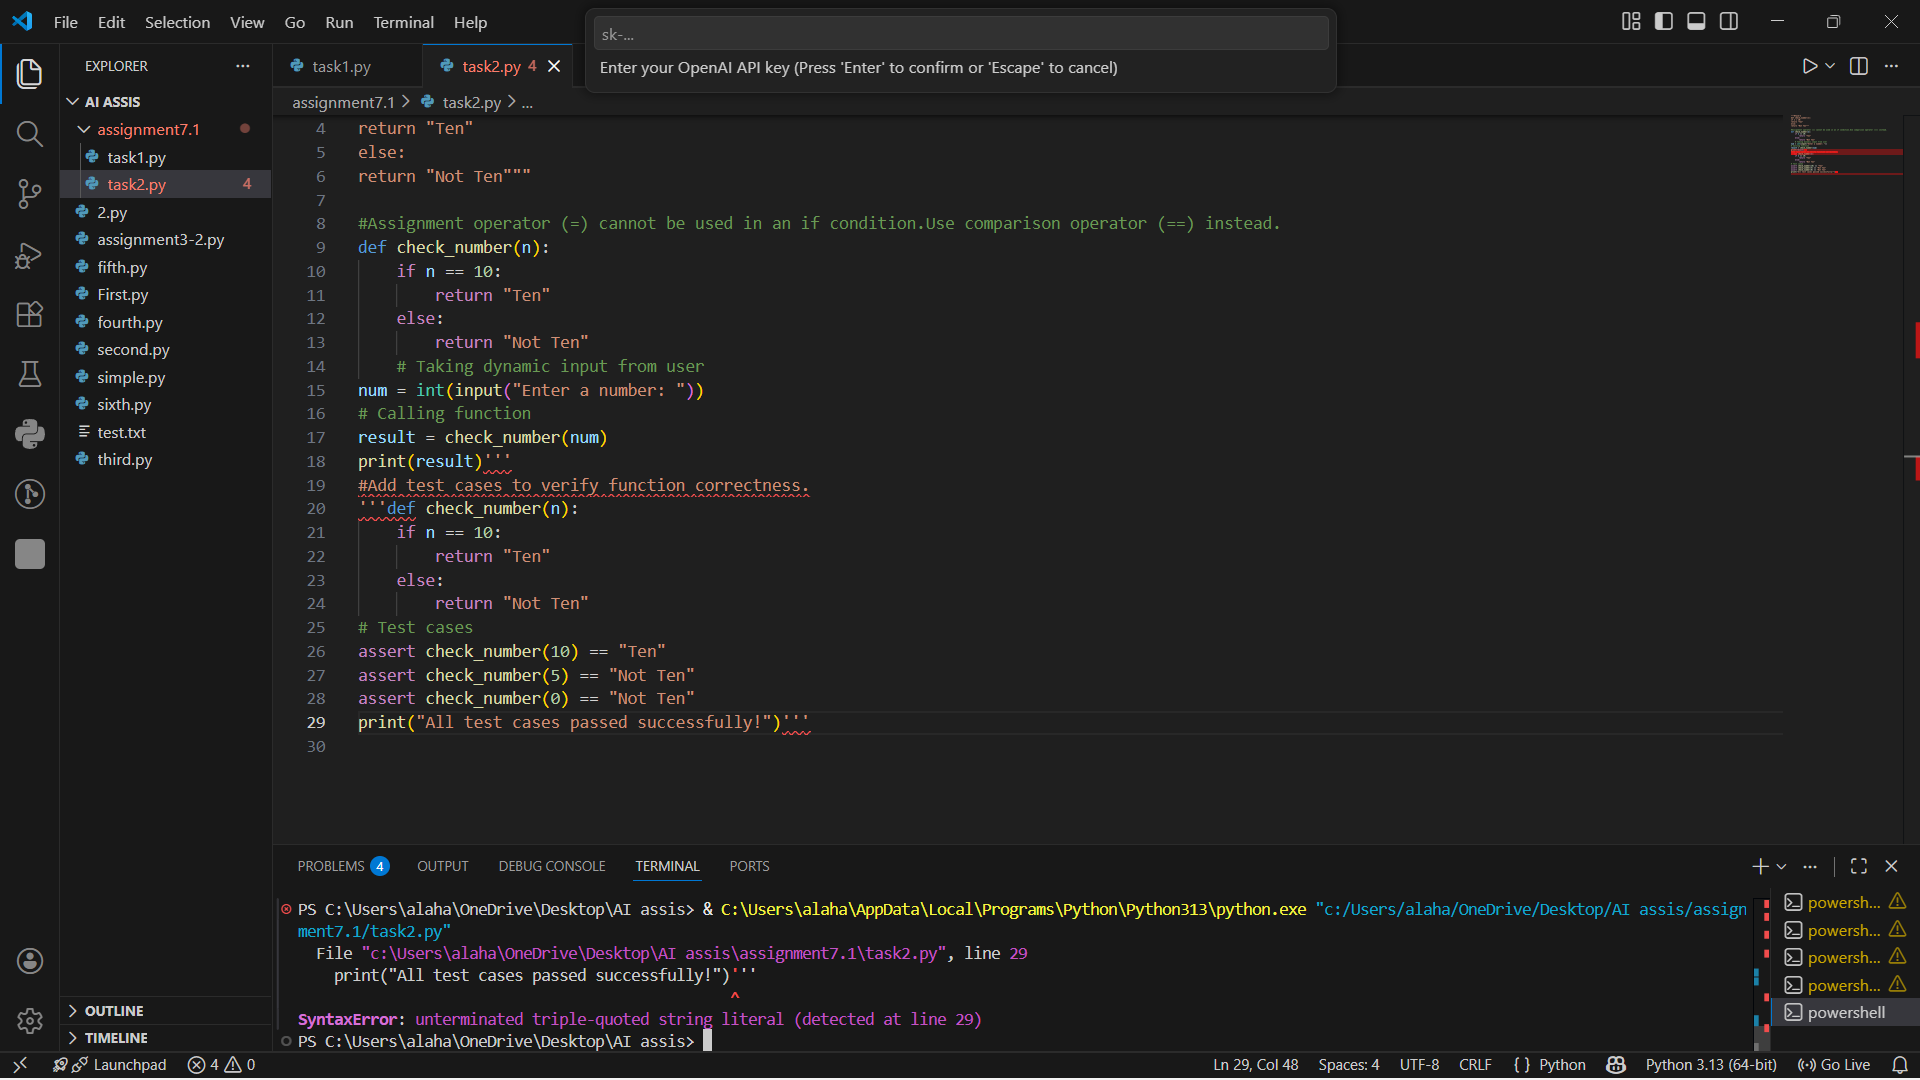 File Edit Selection View Go Run Terminal Help
sk-...
Enter your OpenAI API key (Press 'Enter' to confirm or 'Escape' to cancel)
EXPLORER
task1.py
task2.py 4
AI ASSIS
assignment7.1
task1.py
task2.py 4
2.py
assignment3-2.py
fifth.py
First.py
fourth.py
second.py
simple.py
sixth.py
test.txt
third.py
OUTLINE
TIMELINE
assignment7.1 > task2.py > ...
4 return "Ten"
5 else:
6 return "Not Ten"""
7
8 #Assignment operator (=) cannot be used in an if condition.Use comparison operator (==) instead.
9 def check_number(n):
10     if n == 10:
11         return "Ten"
12     else:
13         return "Not Ten"
14     # Taking dynamic input from user
15 num = int(input("Enter a number: "))
16 # Calling function
17 result = check_number(num)
18 print(result)'''
19 #Add test cases to verify function correctness.
20 '''def check_number(n):
21     if n == 10:
22         return "Ten"
23     else:
24         return "Not Ten"
25 # Test cases
26 assert check_number(10) == "Ten"
27 assert check_number(5) == "Not Ten"
28 assert check_number(0) == "Not Ten"
29 print("All test cases passed successfully!")'''
30
PROBLEMS 4 OUTPUT DEBUG CONSOLE TERMINAL PORTS
PS C:\Users\alaha\OneDrive\Desktop\AI assis> & C:\Users\alaha\AppData\Local\Programs\Python\Python313\python.exe "c:/Users/alaha/OneDrive/Desktop/AI assis/assign
ment7.1/task2.py"
File "c:\Users\alaha\OneDrive\Desktop\AI assis\assignment7.1\task2.py", line 29
print("All test cases passed successfully!")'''
^
SyntaxError: unterminated triple-quoted string literal (detected at line 29)
PS C:\Users\alaha\OneDrive\Desktop\AI assis>
powersh...
powersh...
powersh...
powersh...
powershell
Launchpad 4 0 Ln 29, Col 48 Spaces: 4 UTF-8 CRLF { } Python Python 3.13 (64-bit) Go Live